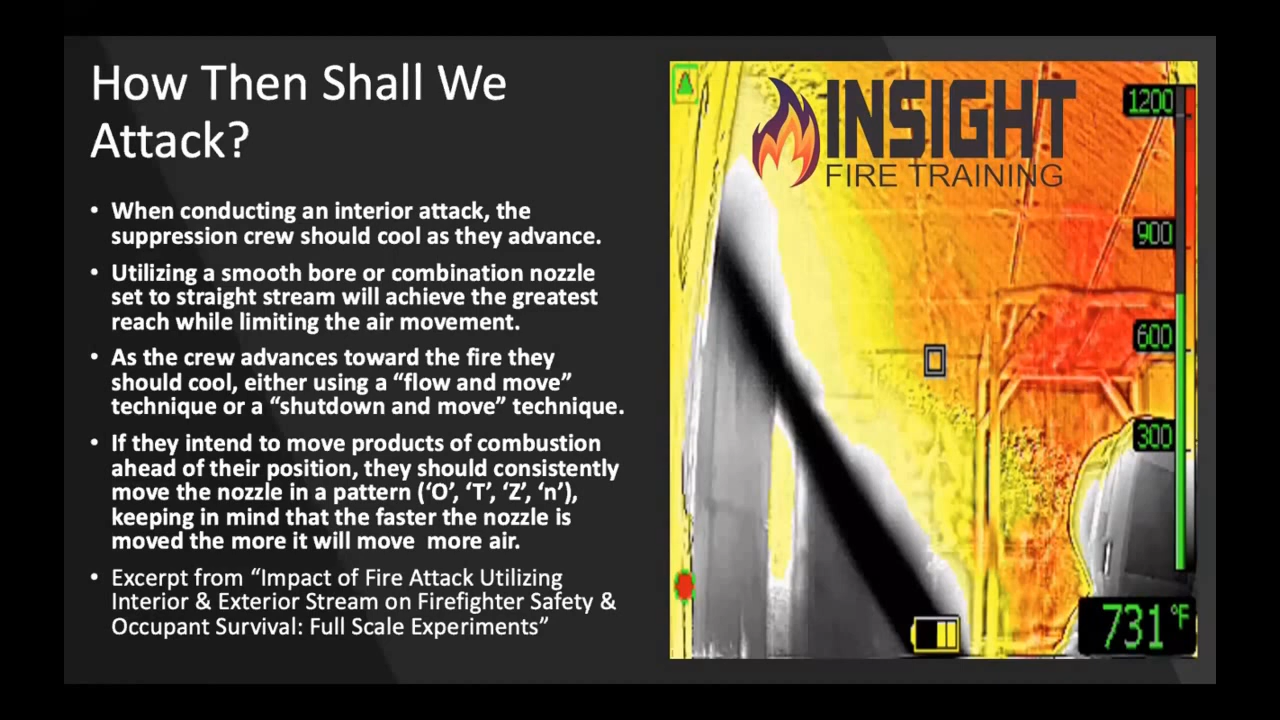 How Then Shall We
Attack?
• When conducting an interior attack, the
suppression crew should cool as they advance.
• Utilizing a smooth bore or combination nozzle
set to straight stream will achieve the greatest
reach while limiting the air movement.
• As the crew advances toward the fire they
should cool, either using a “flow and move”
technique or a “shutdown and move” technique.
• If they intend to move products of combustion
ahead of their position, they should consistently
move the nozzle in a pattern (‘O’, ‘T’, ‘Z’, ‘n’),
keeping in mind that the faster the nozzle is
moved the more it will move  more air.
• Excerpt from “Impact of Fire Attack Utilizing
Interior & Exterior Stream on Firefighter Safety &
Occupant Survival: Full Scale Experiments”
INSIGHT
FIRE TRAINING
1200
900
600
300
731°F